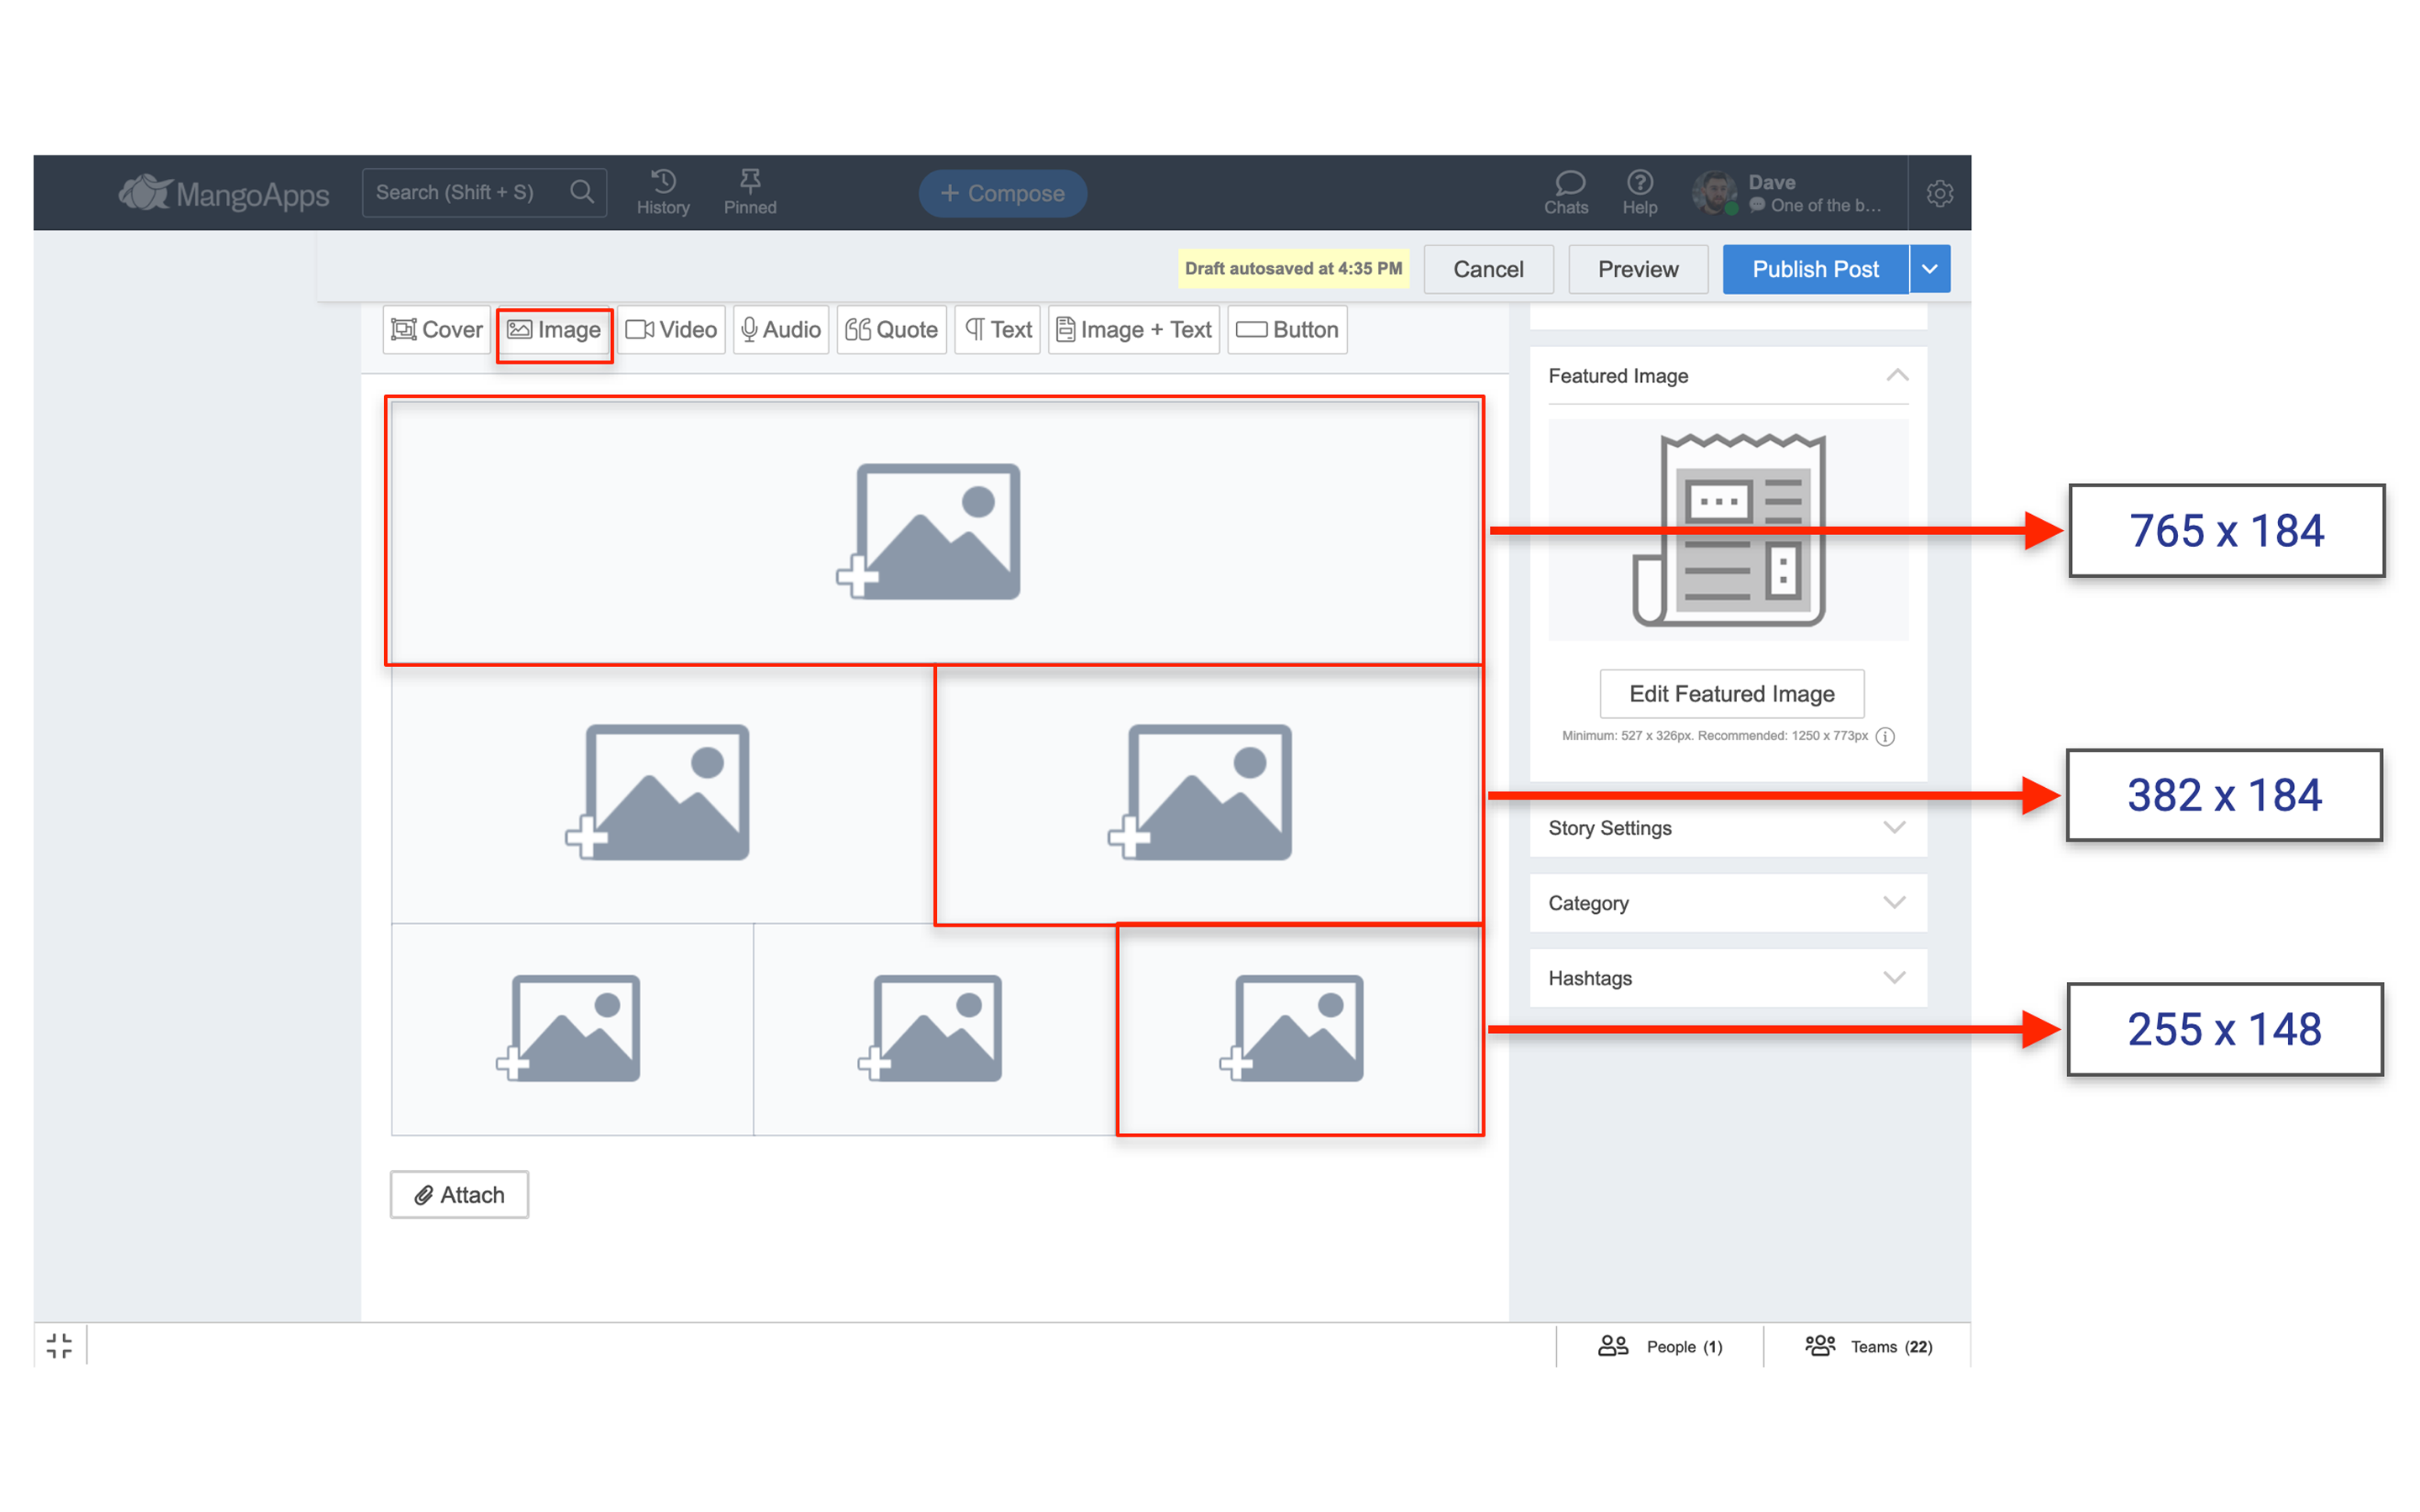 MangoApps
Search (Shift + S)
History
Pinned
+ Compose
Chats
Help
Dave
One of the b...
Draft autosaved at 4:35 PM
Cancel
Preview
Publish Post
Cover
Image
Video
Audio
Quote
Text
Image + Text
Button
Featured Image
Edit Featured Image
Minimum: 527 x 326px. Recommended: 1250 x 773px
Story Settings
Category
Hashtags
765 x 184
382 x 184
255 x 148
Attach
People (1)
Teams (22)